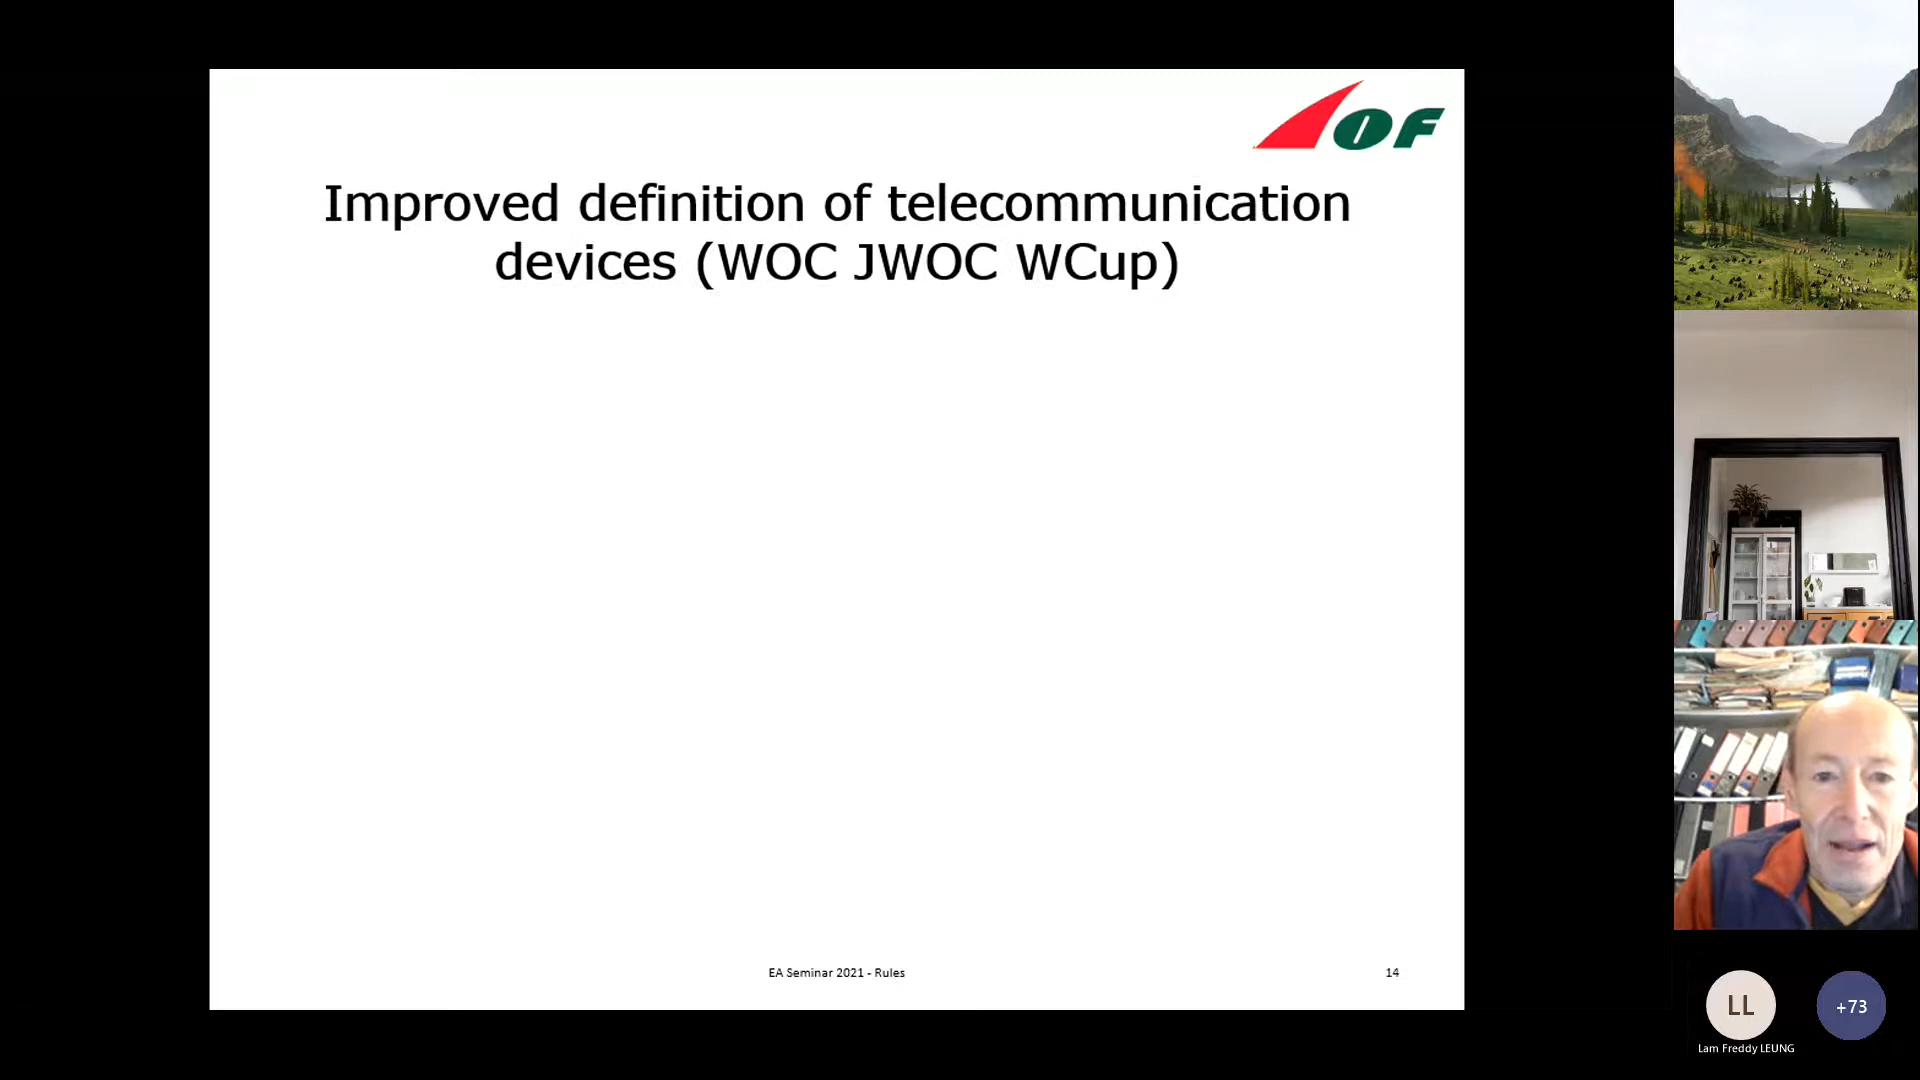 IOF
Improved definition of telecommunication
devices (WOC JWOC WCup)
EA Seminar 2021 - Rules
14
LL
+73
Lam Freddy LEUNG